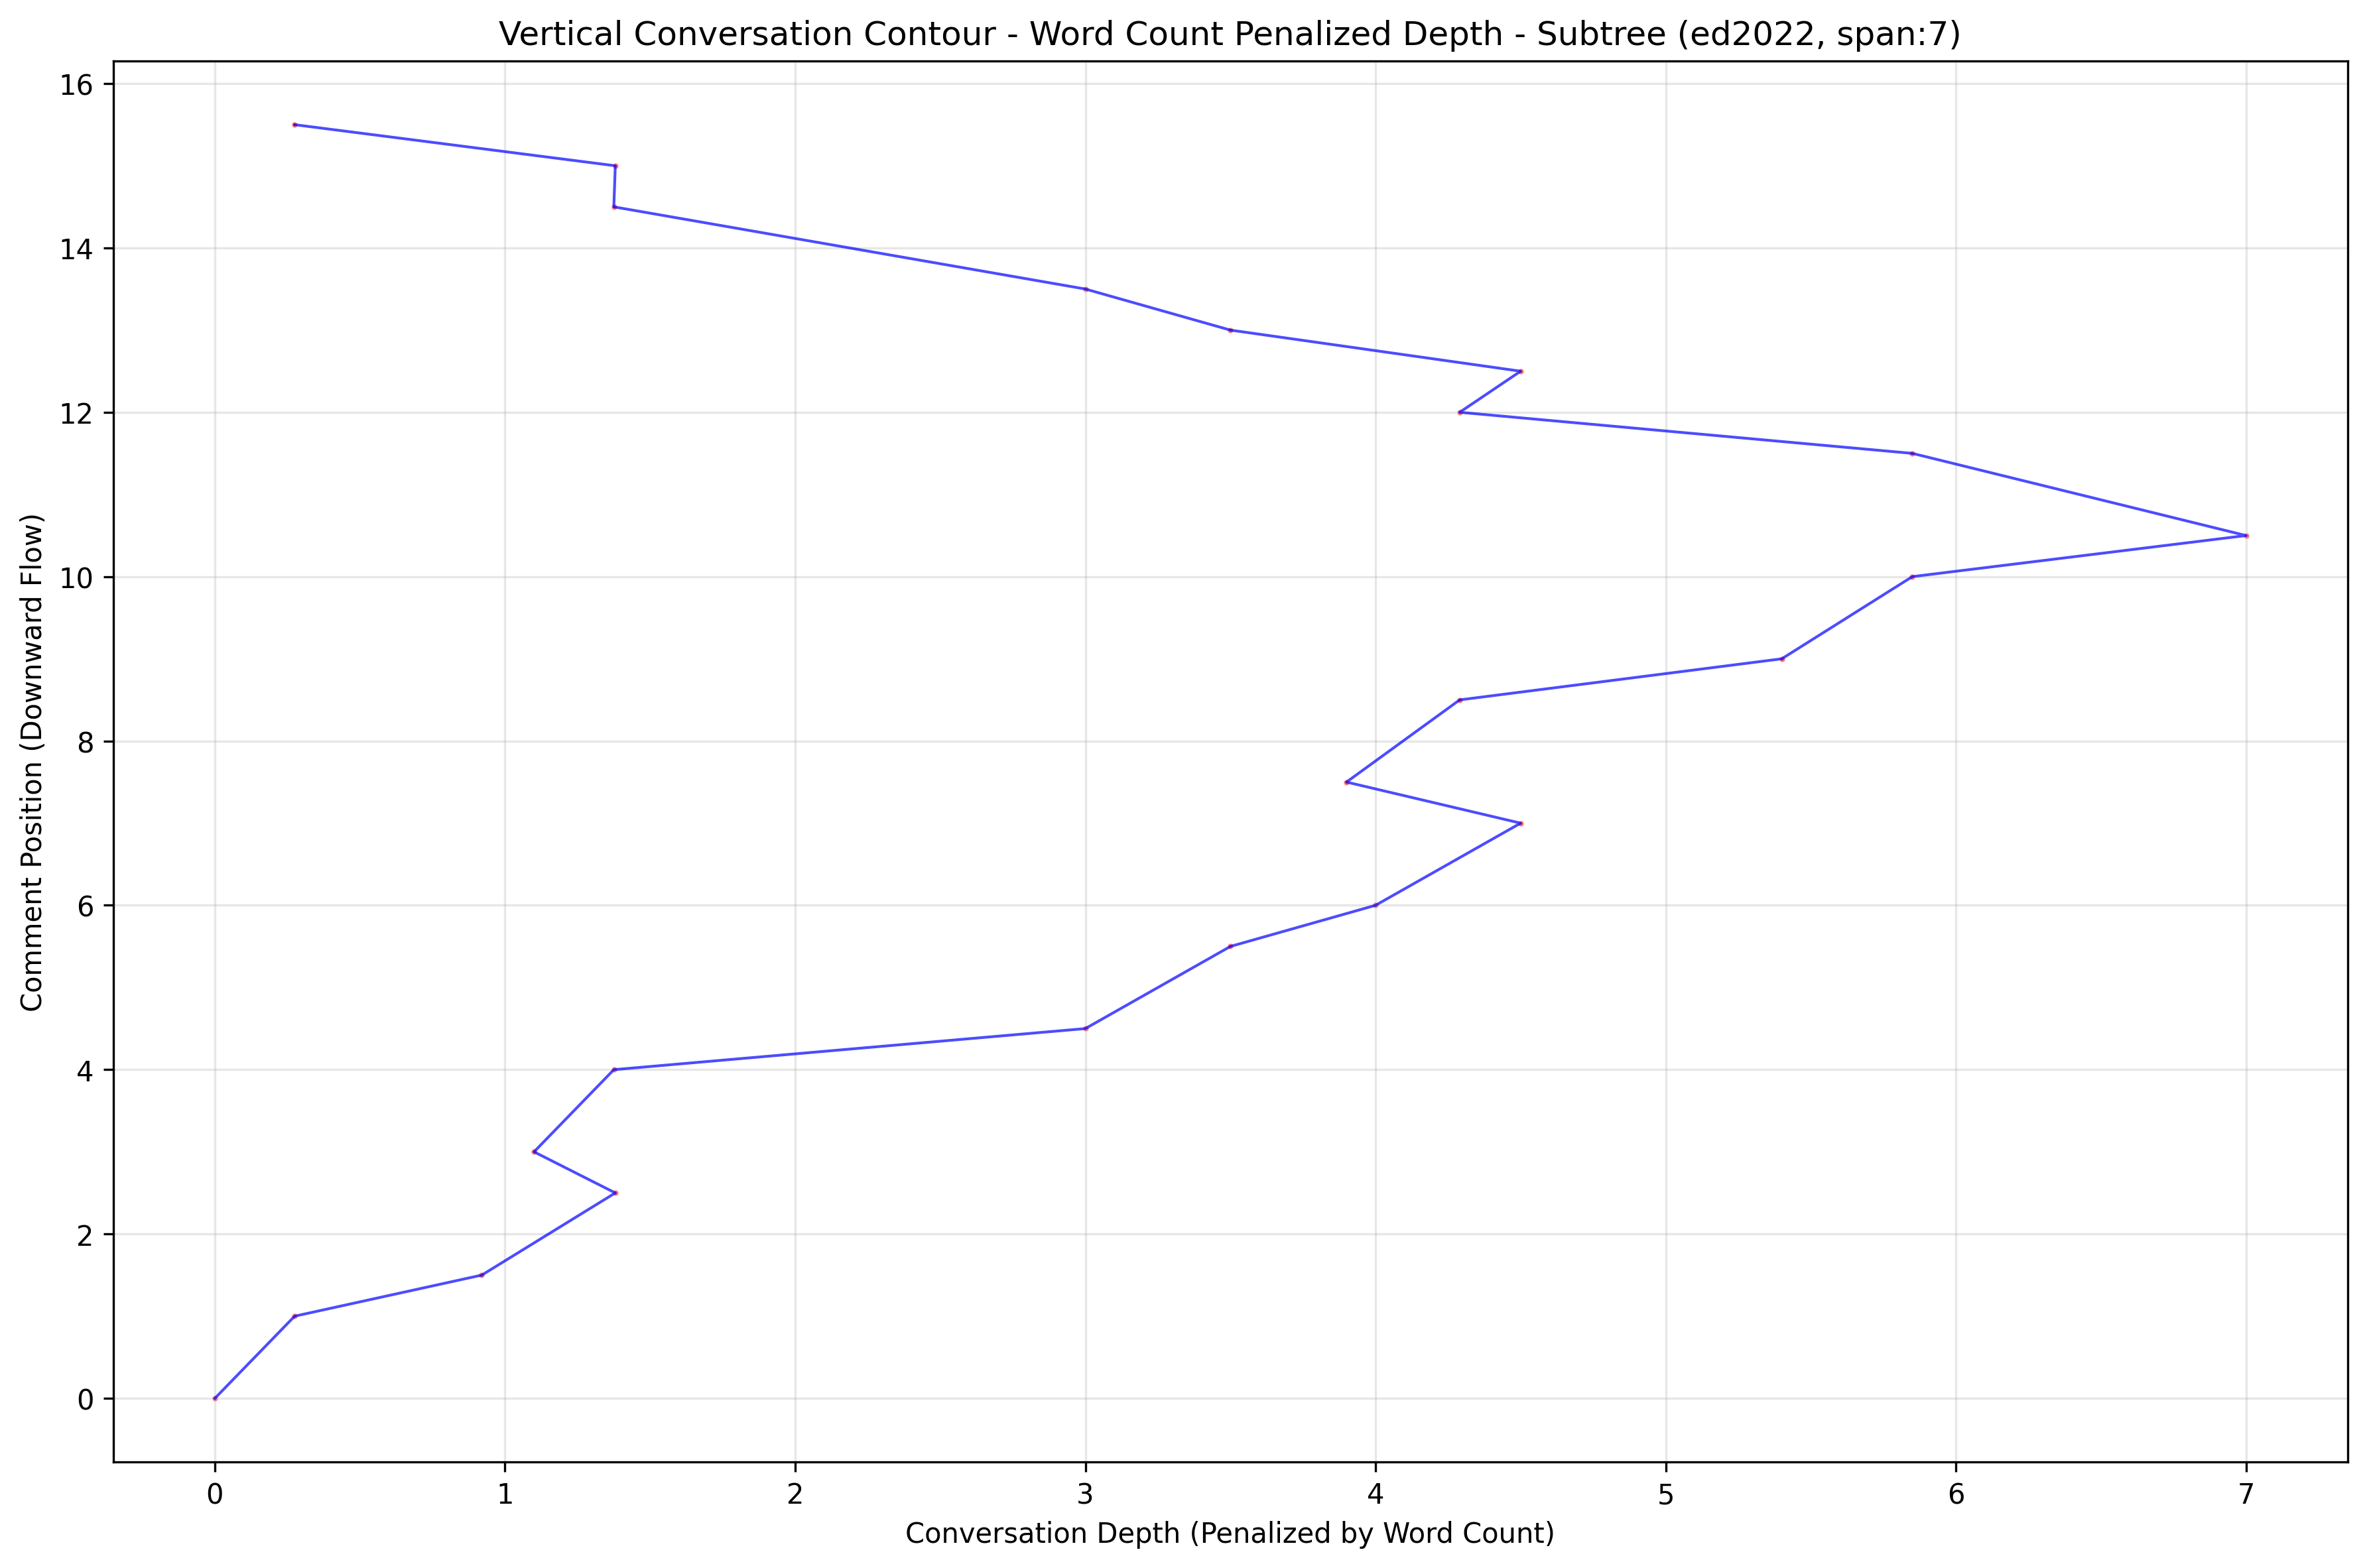 Vertical Conversation Contour - Word Count Penalized Depth - Subtree (ed2022, span:7)
16
14
12
10
8
6
4
2
0
Comment Position (Downward Flow)
0 1 2 3 4 5 6 7
Conversation Depth (Penalized by Word Count)